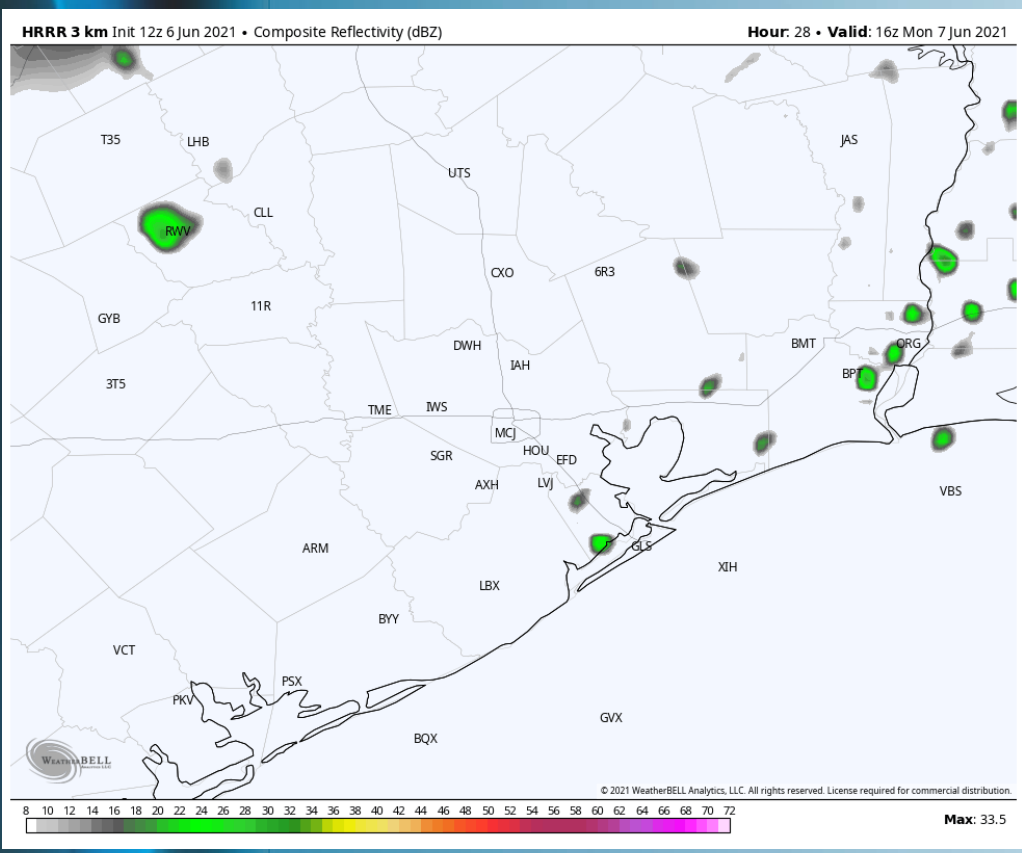 HRRR 3 km Init 12z 6 Jun 2021 • Composite Reflectivity (dBZ)
Hour: 28 • Valid: 16z Mon 7 Jun 2021
T35
LHB
JAS
UTS
CLL
RWV
CXO
6R3
11R
GYB
DWH
BMT
ORG
IAH
BPT
3T5
TME
IWS
MCJ
HOU
SGR
EFD
AXH
LVJ
VBS
ARM
GLS
XIH
LBX
BYY
VCT
PSX
PKV
GVX
BQX
WEATHERBELL
ANALYTICS LLC
© 2021 WeatherBELL Analytics, LLC. All rights reserved. License required for commercial distribution.
8 10 12 14 16 18 20 22 24 26 28 30 32 34 36 38 40 42 44 46 48 50 52 54 56 58 60 62 64 66 68 70 72
Max: 33.5